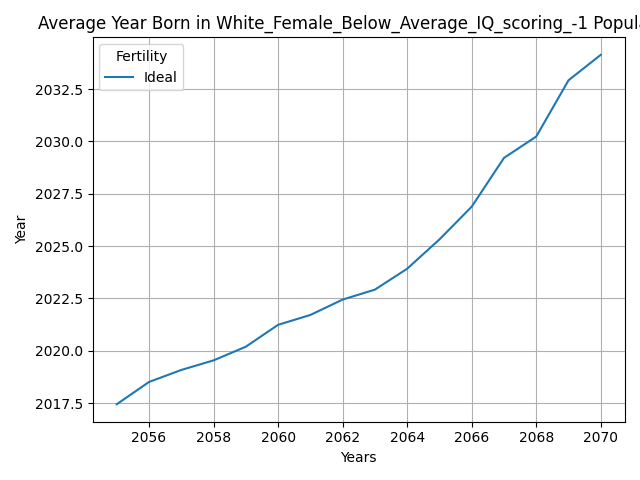 Average Year Born in White_Female_Below_Average_IQ_scoring_-1 Popula
Fertility
Ideal
2032.5
2030.0
2027.5
2025.0
2022.5
2020.0
2017.5
Year
2056 2058 2060 2062 2064 2066 2068 2070
Years